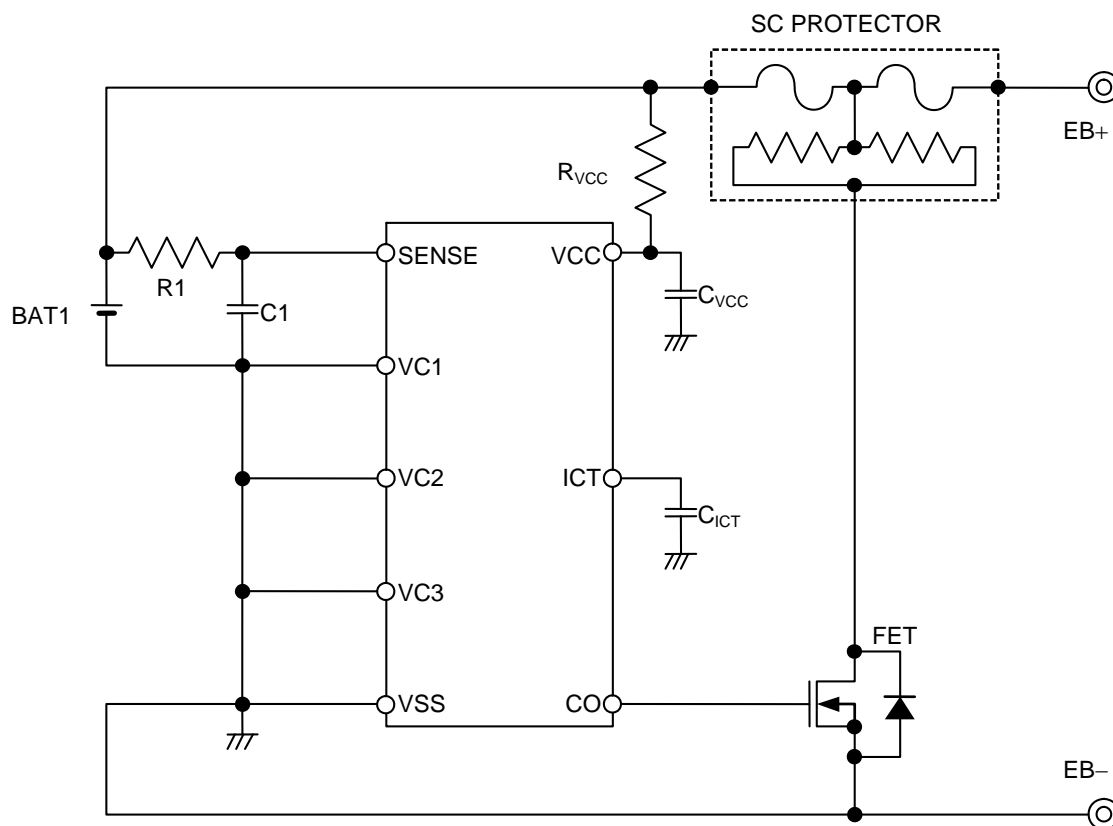 SC PROTECTOR
EB+
RVCC
SENSE
VCC
R1
BAT1
C1
CVCC
VC1
VC2
ICT
CICT
VC3
FET
VSS
CO
EB−